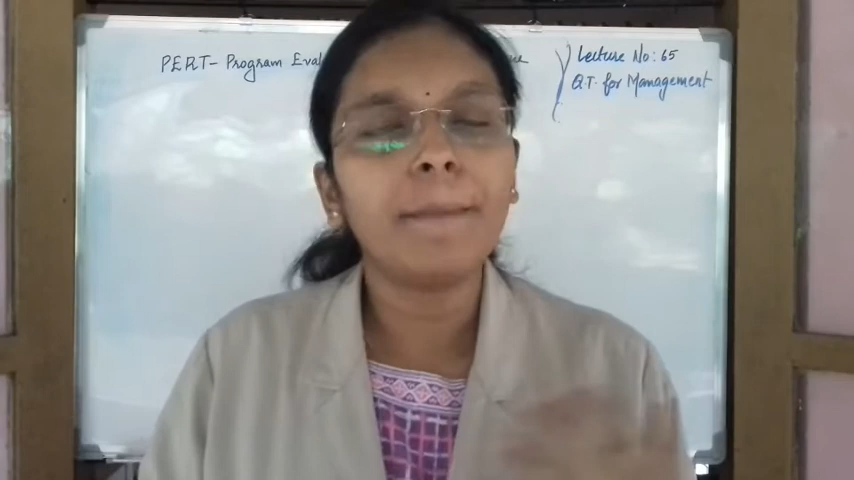 PERT- Program Eval
Lecture No: 65
Q.T. for Management